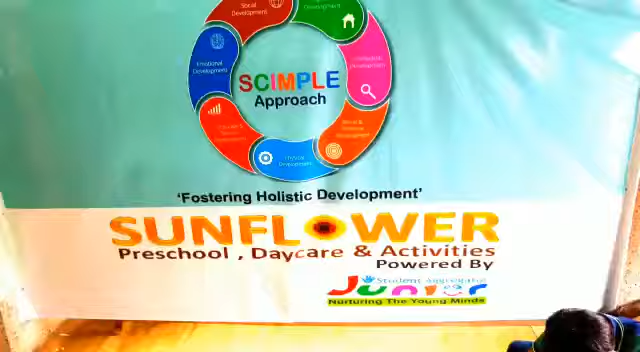 Social
Development
Development
Emotional
Development
SCIMPLE
Approach
Physical
Development
'Fostering Holistic Development'
SUNFLOWER
Preschool , Daycare & Activities
Powered By
Student Aggregator
Junior
Nurturing The Young Minds